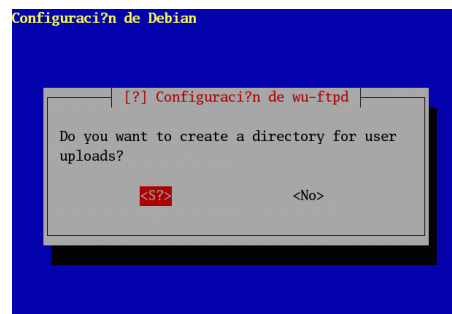 Configuraci?n de Debian
[?] Configuraci?n de wu-ftpd
Do you want to create a directory for user
uploads?
<S?> <No>